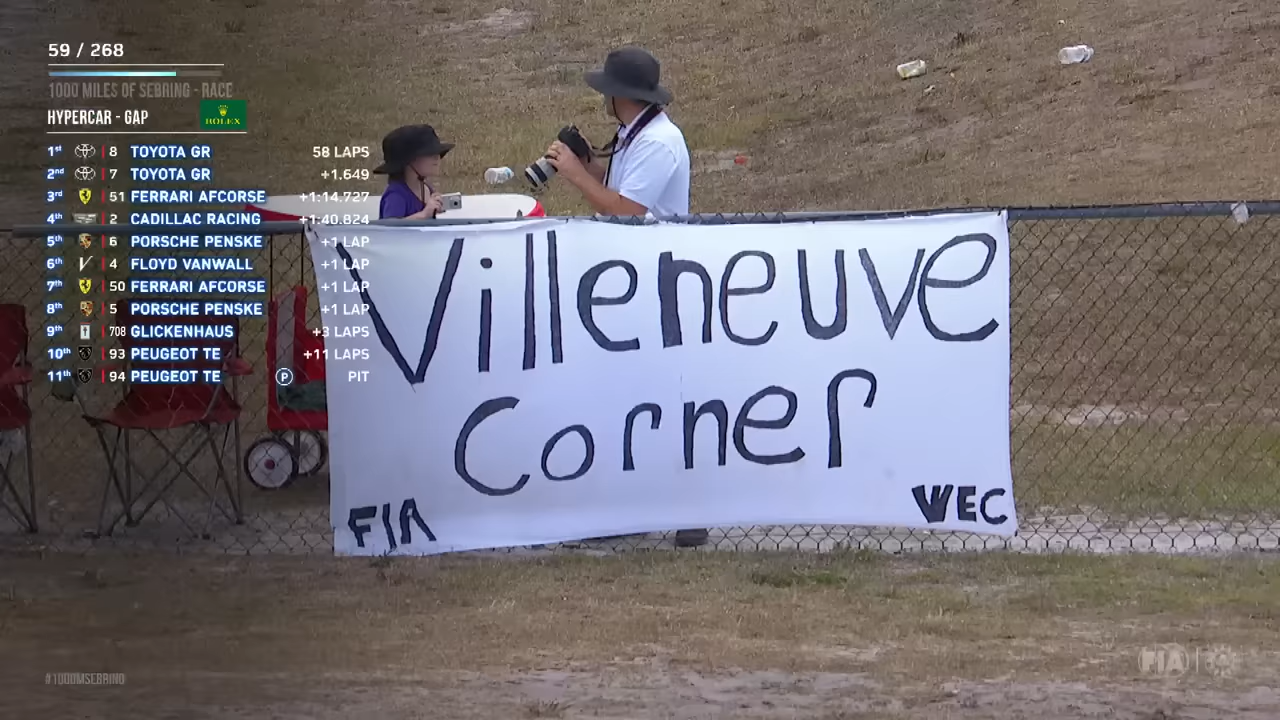 59 / 268
1000 MILES OF SEBRING - RACE
HYPERCAR - GAP
ROLEX
1st 8 TOYOTA GR 58 LAPS
2nd 7 TOYOTA GR +1.649
3rd 51 FERRARI AFCORSE +1:14.727
4th 2 CADILLAC RACING +1:40.824
5th 6 PORSCHE PENSKE +1 LAP
6th 4 FLOYD VANWALL +1 LAP
7th 50 FERRARI AFCORSE +1 LAP
8th 5 PORSCHE PENSKE +1 LAP
9th 708 GLICKENHAUS +3 LAPS
10th 93 PEUGEOT TE +11 LAPS
11th 94 PEUGEOT TE P PIT
Villeneuve
Corner
FIA WEC
#1000MSEBRING
FIA